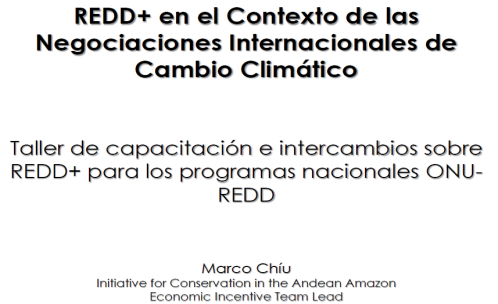 REDD+ en el Contexto de las
Negociaciones Internacionales de
Cambio Climático
Taller de capacitación e intercambios sobre
REDD+ para los programas nacionales ONU-
REDD
Marco Chíu
Initiative for Conservation in the Andean Amazon
Economic Incentive Team Lead